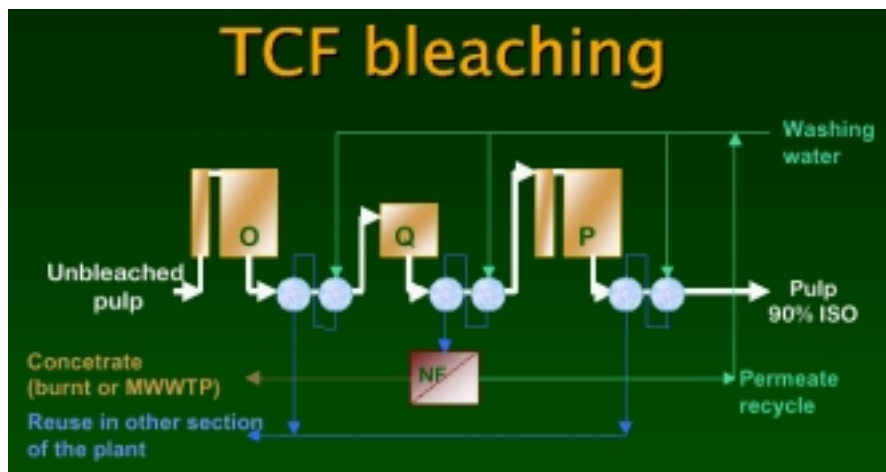 TCF bleaching
Washing
water
O
Q
P
Unbleached
pulp
Pulp
90% ISO
Concetrate
(burnt or MWWTP)
NF
Permeate
recycle
Reuse in other section
of the plant